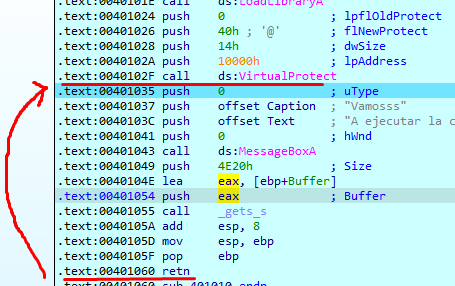 .text:0040101E call ds:LoadLibraryA
.text:00401024 push 0 ; lpflOldProtect
.text:00401026 push 40h ; '@' ; flNewProtect
.text:00401028 push 14h ; dwSize
.text:0040102A push 10000h ; lpAddress
.text:0040102F call ds:VirtualProtect
.text:00401035 push 0 ; uType
.text:00401037 push offset Caption ; "Vamosss"
.text:0040103C push offset Text ; "A ejecutar la c
.text:00401041 push 0 ; hWnd
.text:00401043 call ds:MessageBoxA
.text:00401049 push 4E20h ; Size
.text:0040104E lea eax, [ebp+Buffer]
.text:00401054 push eax ; Buffer
.text:00401055 call _gets_s
.text:0040105A add esp, 8
.text:0040105D mov esp, ebp
.text:0040105F pop ebp
.text:00401060 retn
.text:00401060 sub_401010 endp